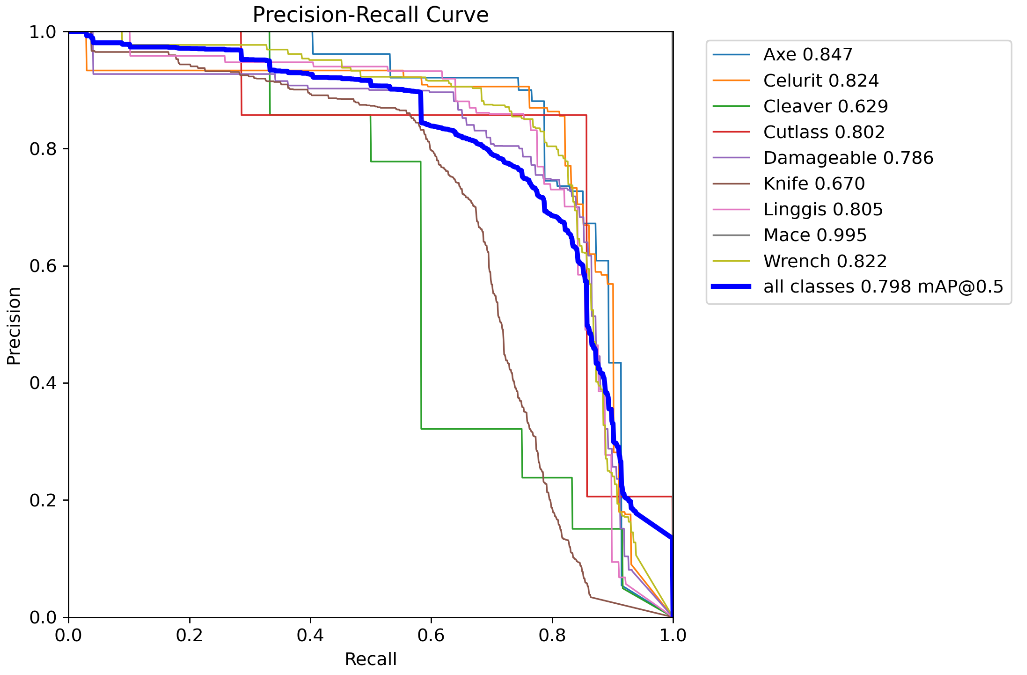 Precision-Recall Curve
1.0
0.8
0.6
0.4
0.2
0.0
Precision
0.0 0.2 0.4 0.6 0.8 1.0
Recall
Axe 0.847
Celurit 0.824
Cleaver 0.629
Cutlass 0.802
Damageable 0.786
Knife 0.670
Linggis 0.805
Mace 0.995
Wrench 0.822
all classes 0.798 mAP@0.5